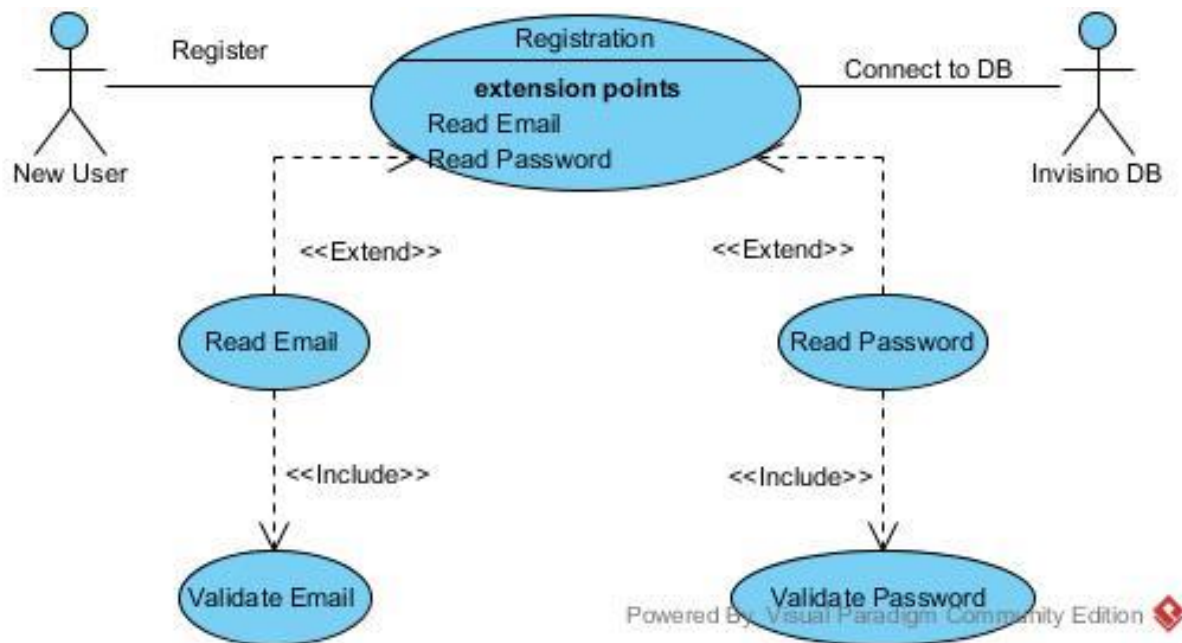 Register
Registration
extension points
Read Email
Read Password
Connect to DB
New User
Invisino DB
<<Extend>>
<<Extend>>
Read Email
Read Password
<<Include>>
<<Include>>
Validate Email
Validate Password
Powered By Visual Paradigm Community Edition